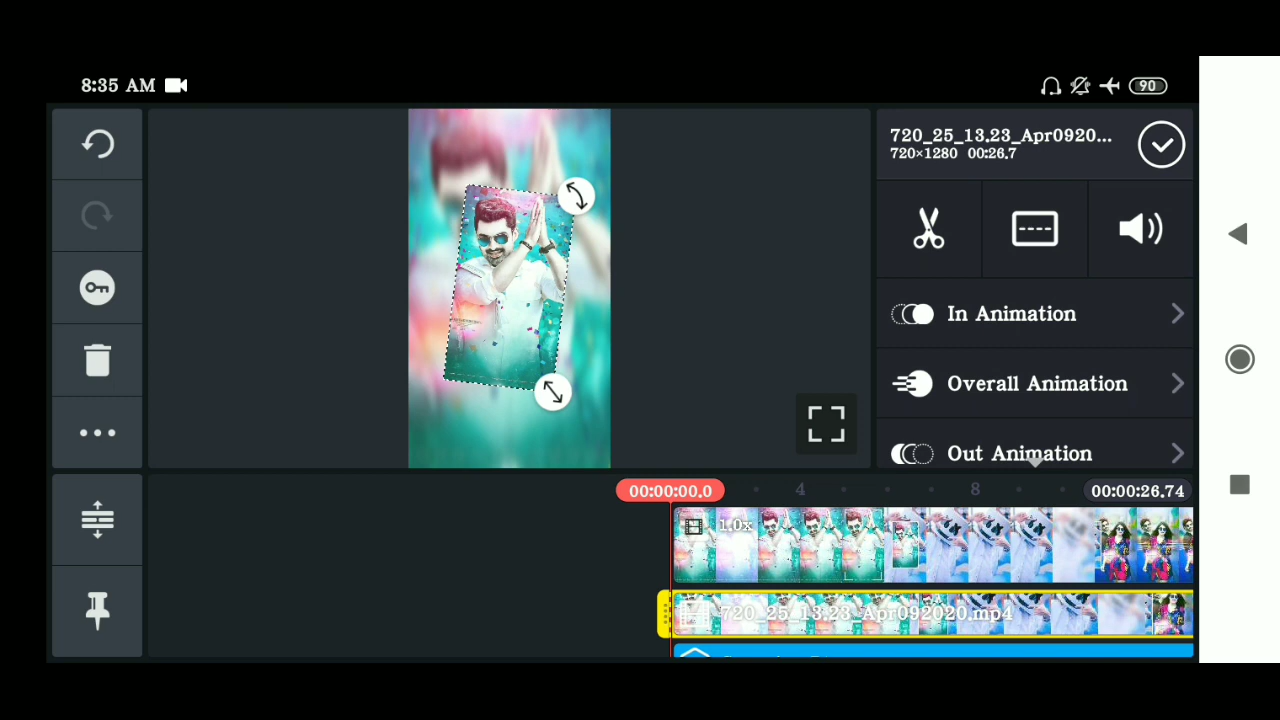 8:35 AM
90
720_25_13.23_Apr0920...
720×1280 00:26.7
In Animation
Overall Animation
Out Animation
00:00:00.0
4
8
00:00:26.74
1.0x
720_25_13.23_Apr092020.mp4